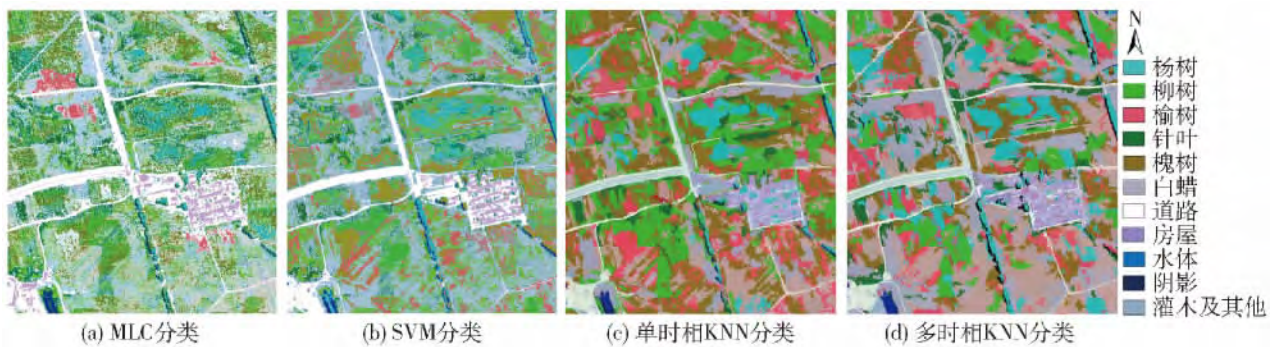 N
杨树
柳树
榆树
针叶
槐树
白蜡
道路
房屋
水体
阴影
灌木及其他
(a) MLC分类
(b) SVM分类
(c) 单时相KNN分类
(d) 多时相KNN分类